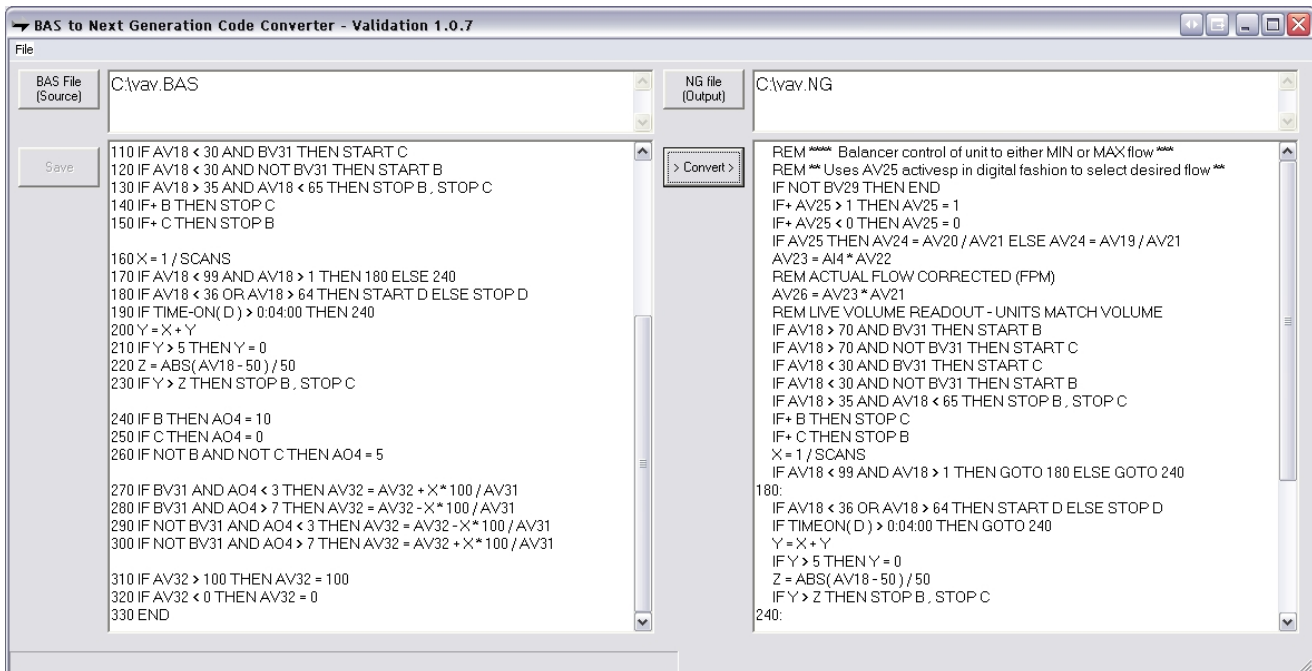 BAS to Next Generation Code Converter - Validation 1.0.7
File
BAS File
(Source)
C:\vav.BAS
NG file
(Output)
C:\vav.NG
Save
110 IF AV18 < 30 AND BV31 THEN START C
120 IF AV18 < 30 AND NOT BV31 THEN START B
130 IF AV18 > 35 AND AV18 < 65 THEN STOP B , STOP C
140 IF+ B THEN STOP C
150 IF+ C THEN STOP B
160 X = 1 / SCANS
170 IF AV18 < 99 AND AV18 > 1 THEN 180 ELSE 240
180 IF AV18 < 36 OR AV18 > 64 THEN START D ELSE STOP D
190 IF TIME-ON( D ) > 0:04:00 THEN 240
200 Y = X + Y
210 IF Y > 5 THEN Y = 0
220 Z = ABS( AV18 - 50 ) / 50
230 IF Y > Z THEN STOP B , STOP C
240 IF B THEN AO4 = 10
250 IF C THEN AO4 = 0
260 IF NOT B AND NOT C THEN AO4 = 5
270 IF BV31 AND AO4 < 3 THEN AV32 = AV32 + X * 100 / AV31
280 IF BV31 AND AO4 > 7 THEN AV32 = AV32 - X * 100 / AV31
290 IF NOT BV31 AND AO4 < 3 THEN AV32 = AV32 - X * 100 / AV31
300 IF NOT BV31 AND AO4 > 7 THEN AV32 = AV32 + X * 100 / AV31
310 IF AV32 > 100 THEN AV32 = 100
320 IF AV32 < 0 THEN AV32 = 0
330 END
> Convert >
REM **** Balancer control of unit to either MIN or MAX flow ****
REM ** Uses AV25 activesp in digital fashion to select desired flow **
IF NOT BV29 THEN END
IF+ AV25 > 1 THEN AV25 = 1
IF+ AV25 < 0 THEN AV25 = 0
IF AV25 THEN AV24 = AV20 / AV21 ELSE AV24 = AV19 / AV21
AV23 = AI4 * AV22
REM ACTUAL FLOW CORRECTED (FPM)
AV26 = AV23 * AV21
REM LIVE VOLUME READOUT - UNITS MATCH VOLUME
IF AV18 > 70 AND BV31 THEN START B
IF AV18 > 70 AND NOT BV31 THEN START C
IF AV18 < 30 AND BV31 THEN START C
IF AV18 < 30 AND NOT BV31 THEN START B
IF AV18 > 35 AND AV18 < 65 THEN STOP B , STOP C
IF+ B THEN STOP C
IF+ C THEN STOP B
X = 1 / SCANS
IF AV18 < 99 AND AV18 > 1 THEN GOTO 180 ELSE GOTO 240
180:
IF AV18 < 36 OR AV18 > 64 THEN START D ELSE STOP D
IF TIMEON( D ) > 0:04:00 THEN GOTO 240
Y = X + Y
IF Y > 5 THEN Y = 0
Z = ABS( AV18 - 50 ) / 50
IF Y > Z THEN STOP B , STOP C
240: